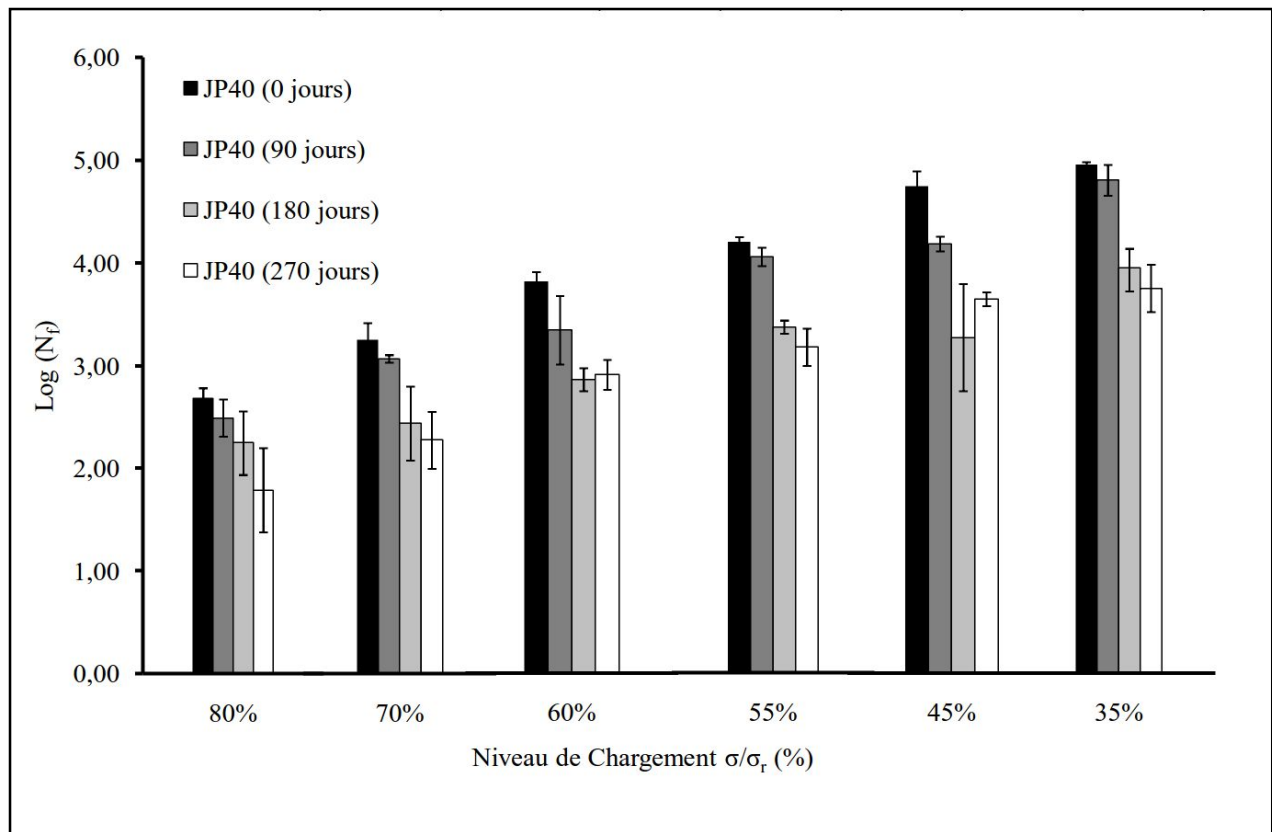 6,00
5,00
4,00
3,00
2,00
1,00
0,00
Log (Nf)
JP40 (0 jours)
JP40 (90 jours)
JP40 (180 jours)
JP40 (270 jours)
80% 70% 60% 55% 45% 35%
Niveau de Chargement σ/σr (%)